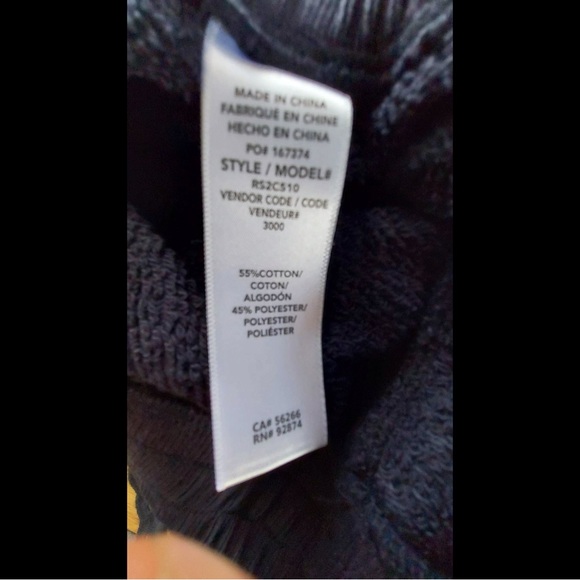 MADE IN CHINA
FABRIQUÉ EN CHINE
HECHO EN CHINA
PO# 167374
STYLE / MODEL#
RS2C510
VENDOR CODE / CODE
VENDEUR#
3000
55%COTTON/
COTON/
ALGODÓN
45% POLYESTER/
POLYESTER/
POLIÉSTER
CA# 56266
RN# 92874